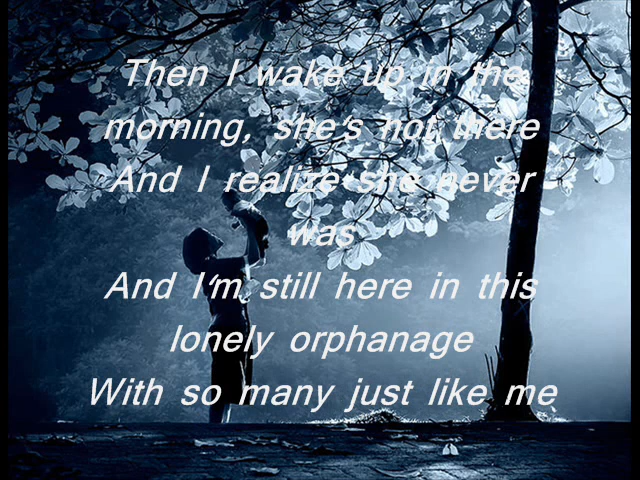 Then I wake up in the
morning, she's not there
And I realize she never
was
And I'm still here in this
lonely orphanage
With so many just like me